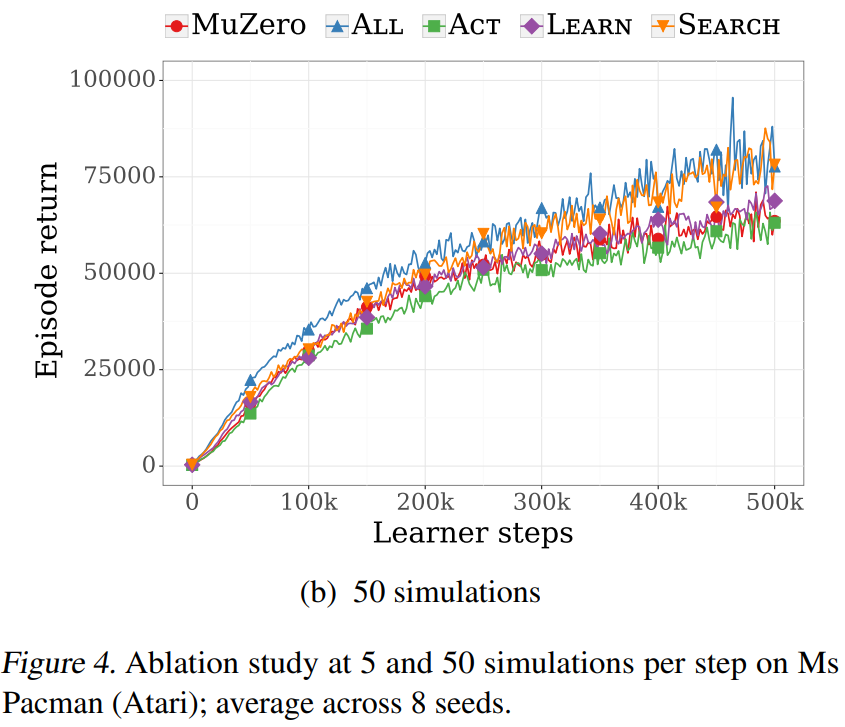 MuZero ALL ACT LEARN SEARCH
100000
75000
50000
25000
0
Episode return
0 100k 200k 300k 400k 500k
Learner steps
(b) 50 simulations
Figure 4. Ablation study at 5 and 50 simulations per step on Ms
Pacman (Atari); average across 8 seeds.